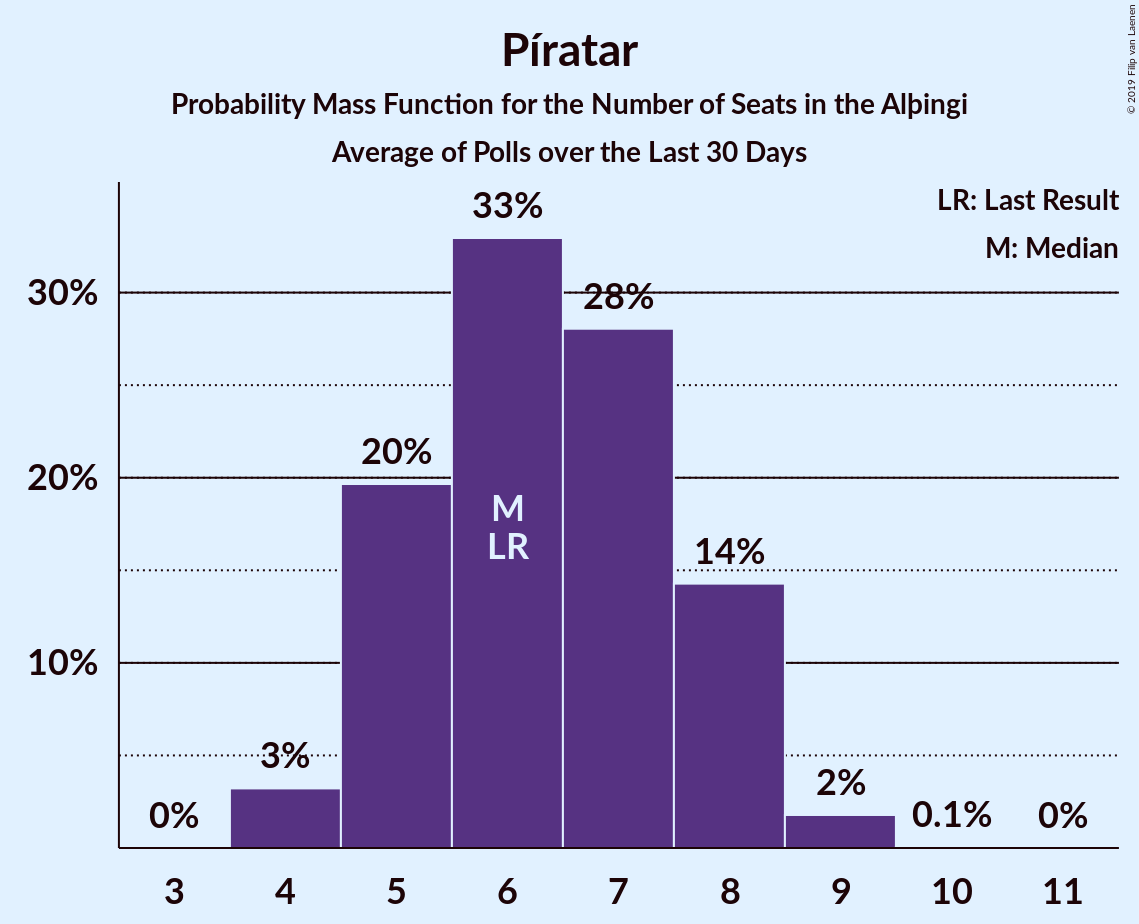 Píratar
Probability Mass Function for the Number of Seats in the Alþingi
Average of Polls over the Last 30 Days
© 2019 Filip van Laenen
LR: Last Result
M: Median
30%
20%
10%
0%
3%
20%
33%
28%
14%
2%
0.1%
0%
M
LR
3 4 5 6 7 8 9 10 11